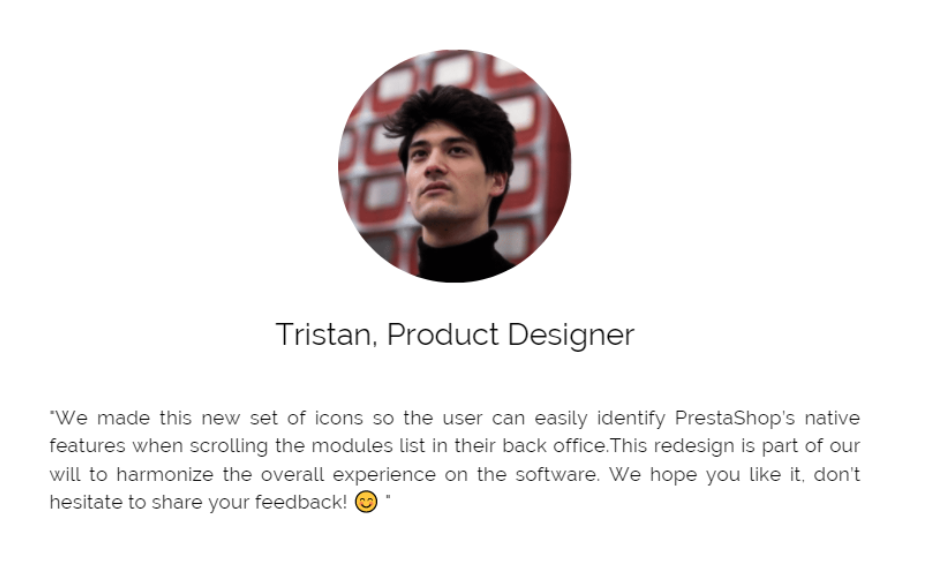 Tristan, Product Designer
"We made this new set of icons so the user can easily identify PrestaShop's native
features when scrolling the modules list in their back office.This redesign is part of our
will to harmonize the overall experience on the software. We hope you like it, don't
hesitate to share your feedback! 😊 "